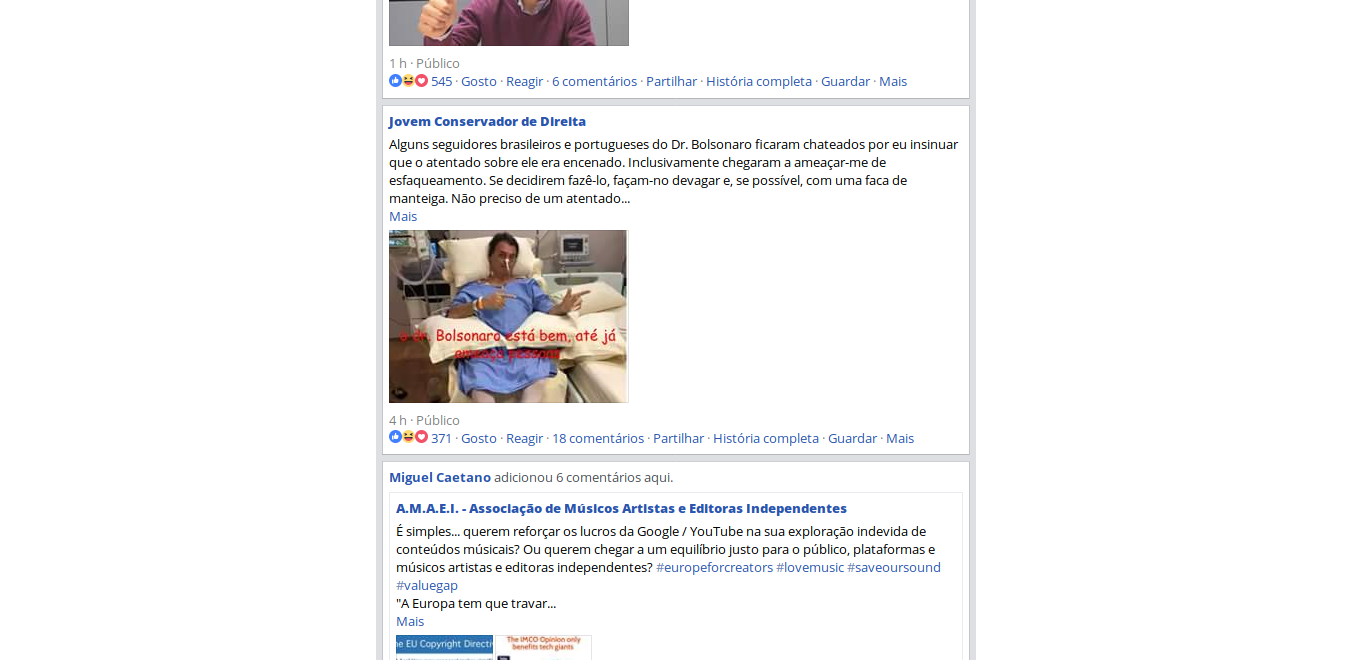 1 h · Público
545 · Gosto · Reagir · 6 comentários · Partilhar · História completa · Guardar · Mais
Jovem Conservador de Direita
Alguns seguidores brasileiros e portugueses do Dr. Bolsonaro ficaram chateados por eu insinuar
que o atentado sobre ele era encenado. Inclusivamente chegaram a ameaçar-me de
esfaqueamento. Se decidirem fazê-lo, façam-no devagar e, se possível, com uma faca de
manteiga. Não preciso de um atentado...
Mais
o dr. Bolsonaro está bem, até já
ameaça pessoas
4 h · Público
371 · Gosto · Reagir · 18 comentários · Partilhar · História completa · Guardar · Mais
Miguel Caetano adicionou 6 comentários aqui.
A.M.A.E.I. - Associação de Músicos Artistas e Editoras Independentes
É simples... querem reforçar os lucros da Google / YouTube na sua exploração indevida de
conteúdos músicais? Ou querem chegar a um equilíbrio justo para o público, plataformas e
músicos artistas e editoras independentes? #europeforcreators #lovemusic #saveoursound
#valuegap
"A Europa tem que travar...
Mais
he EU Copyright Directi
The IMCO Opinion only
benefits tech giants